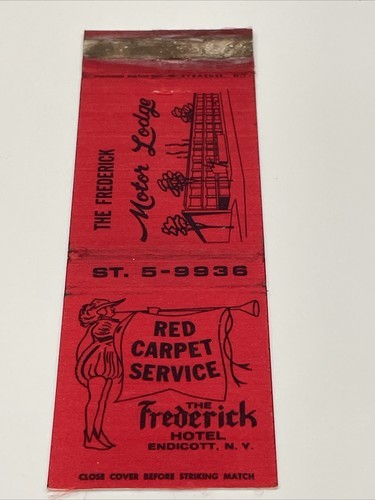 THE FREDERICK
Motor Lodge
ST. 5-9936
RED
CARPET
SERVICE
THE
Frederick
HOTEL
ENDICOTT, N. Y.
CLOSE COVER BEFORE STRIKING MATCH